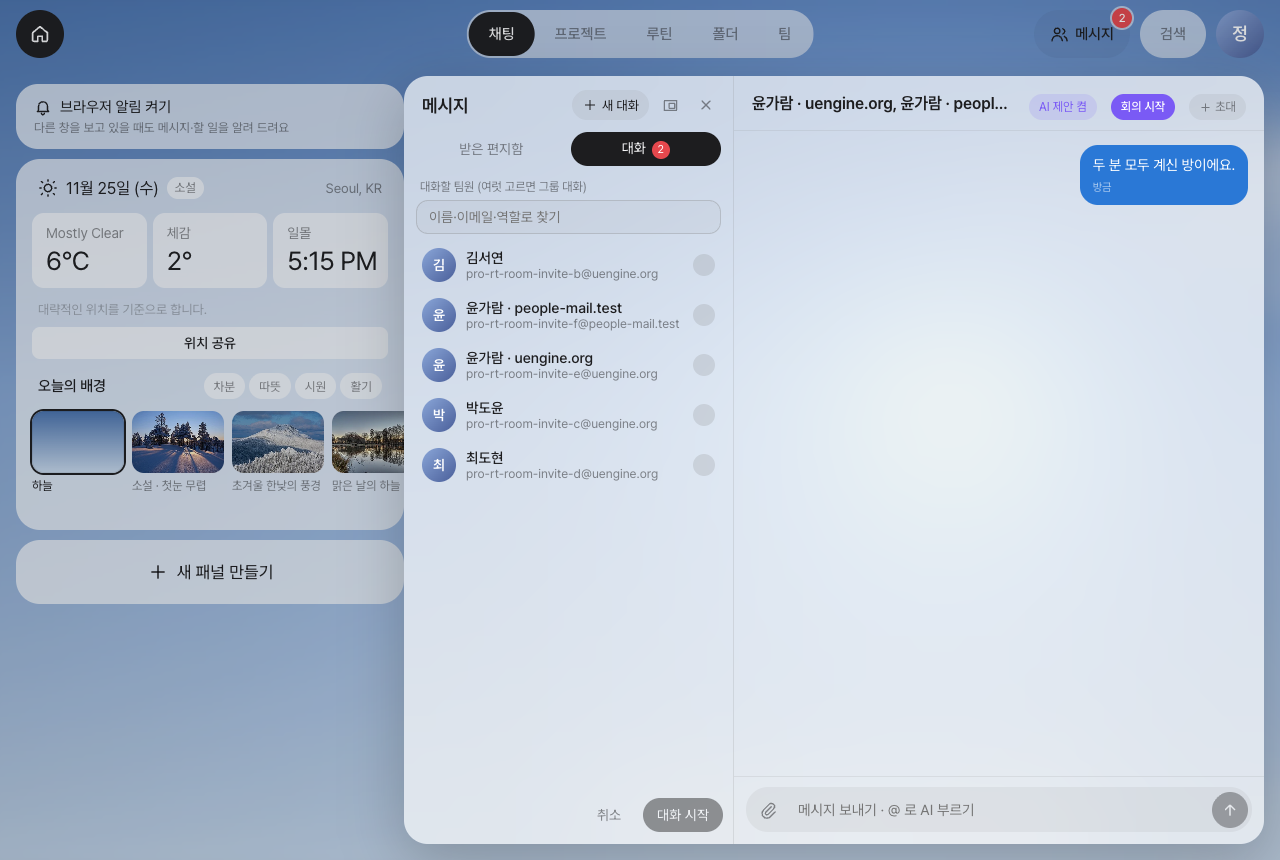 채팅
프로젝트
루틴
폴더
팀
메시지
2
검색
정
브라우저 알림 켜기
다른 창을 보고 있을 때도 메시지·할 일을 알려 드려요
11월 25일 (수)
소설
Seoul, KR
Mostly Clear
6°C
체감
2°
일몰
5:15 PM
대략적인 위치를 기준으로 합니다.
위치 공유
오늘의 배경
차분
따뜻
시원
활기
하늘
소설 · 첫눈 무렵
초겨울 한낮의 풍경
맑은 날의 하늘
새 패널 만들기
메시지
새 대화
받은 편지함
대화 2
대화할 팀원 (여럿 고르면 그룹 대화)
이름·이메일·역할로 찾기
김
김서연
pro-rt-room-invite-b@uengine.org
윤
윤가람 · people-mail.test
pro-rt-room-invite-f@people-mail.test
윤
윤가람 · uengine.org
pro-rt-room-invite-e@uengine.org
박
박도윤
pro-rt-room-invite-c@uengine.org
최
최도현
pro-rt-room-invite-d@uengine.org
취소
대화 시작
윤가람 · uengine.org, 윤가람 · peopl...
AI 제안 켬
회의 시작
초대
두 분 모두 계신 방이에요.
방금
메시지 보내기 · @ 로 AI 부르기